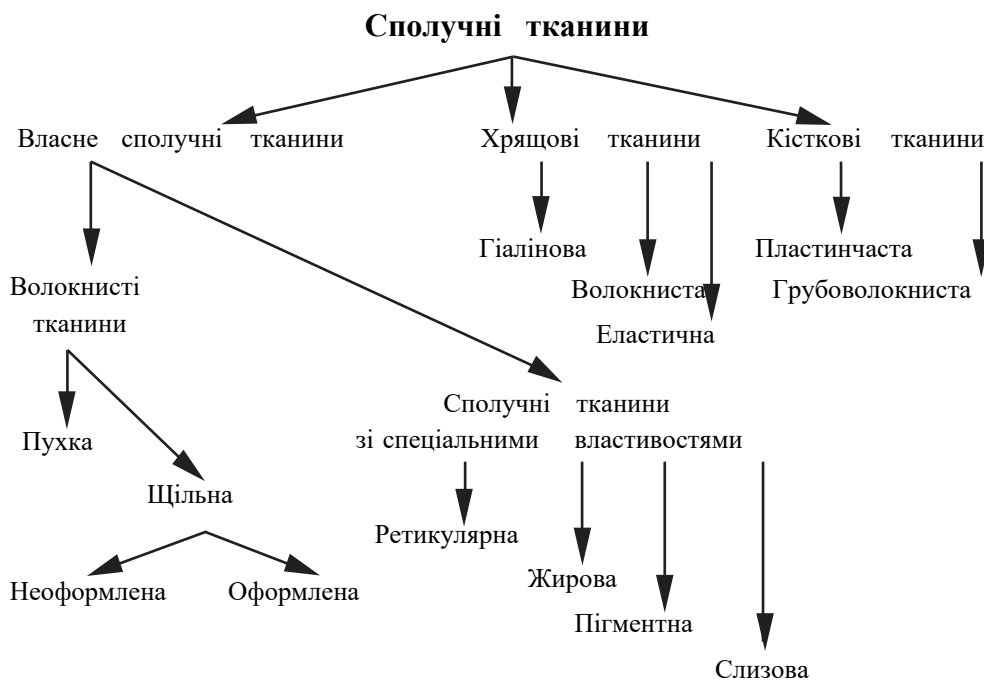 Сполучні тканини
Власне сполучні тканини
Хрящові тканини
Кісткові тканини
Гіалінова
Волокниста
Еластична
Пластинчаста
Грубоволокниста
Волокнисті
тканини
Пухка
Щільна
Неоформлена
Оформлена
Сполучні тканини
зі спеціальними властивостями
Ретикулярна
Жирова
Пігментна
Слизова